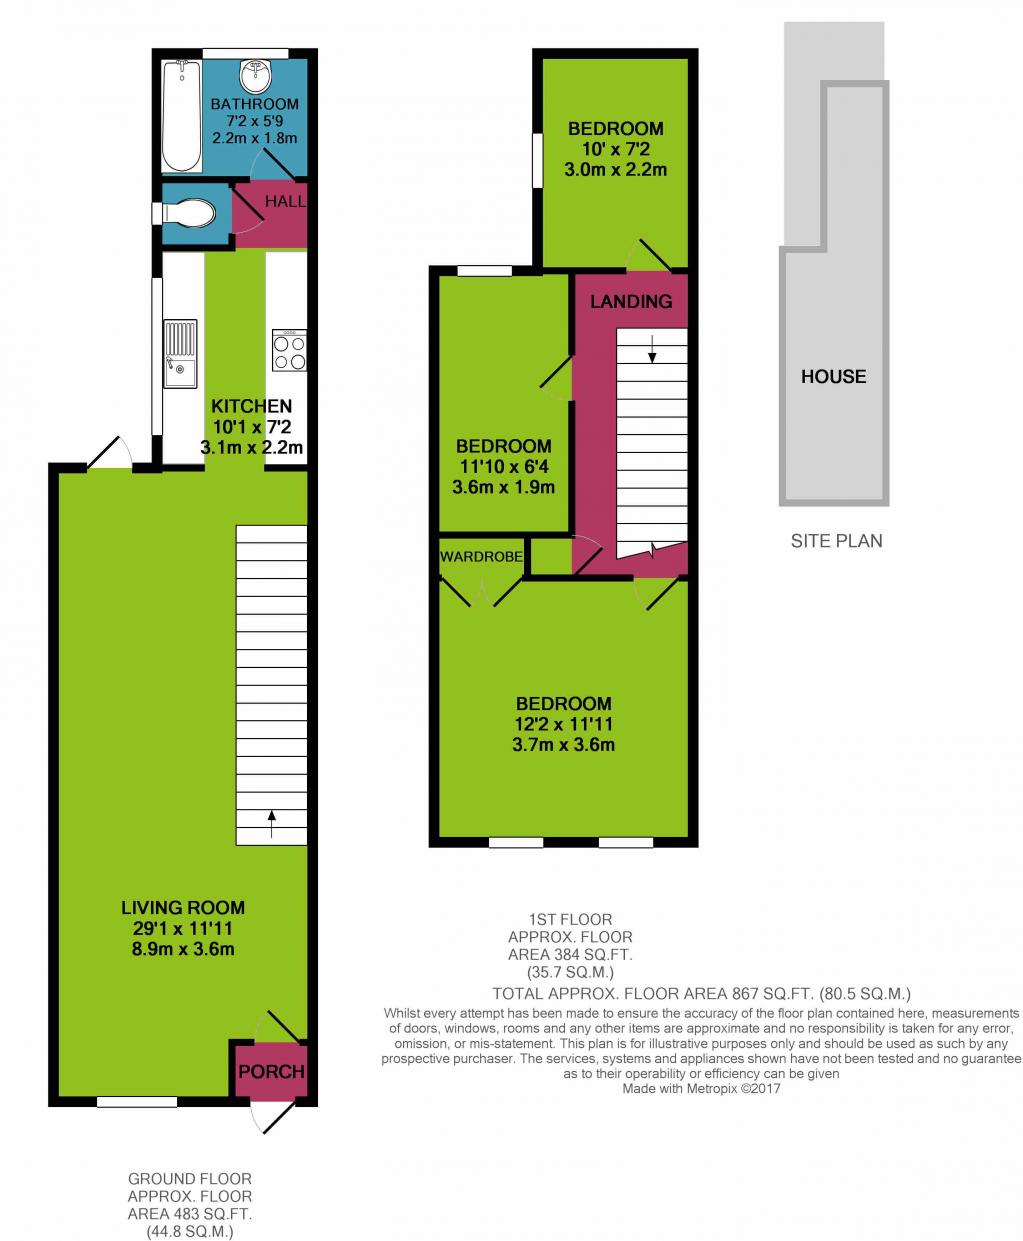 BATHROOM
7'2 x 5'9
2.2m x 1.8m
HALL
KITCHEN
10'1 x 7'2
3.1m x 2.2m
LIVING ROOM
29'1 x 11'11
8.9m x 3.6m
PORCH
GROUND FLOOR
APPROX. FLOOR
AREA 483 SQ.FT.
(44.8 SQ.M.)
BEDROOM
10' x 7'2
3.0m x 2.2m
LANDING
BEDROOM
11'10 x 6'4
3.6m x 1.9m
WARDROBE
BEDROOM
12'2 x 11'11
3.7m x 3.6m
HOUSE
SITE PLAN
1ST FLOOR
APPROX. FLOOR
AREA 384 SQ.FT.
(35.7 SQ.M.)
TOTAL APPROX. FLOOR AREA 867 SQ.FT. (80.5 SQ.M.)
Whilst every attempt has been made to ensure the accuracy of the floor plan contained here, measurements
of doors, windows, rooms and any other items are approximate and no responsibility is taken for any error,
omission, or mis-statement. This plan is for illustrative purposes only and should be used as such by any
prospective purchaser. The services, systems and appliances shown have not been tested and no guarantee
as to their operability or efficiency can be given
Made with Metropix ©2017